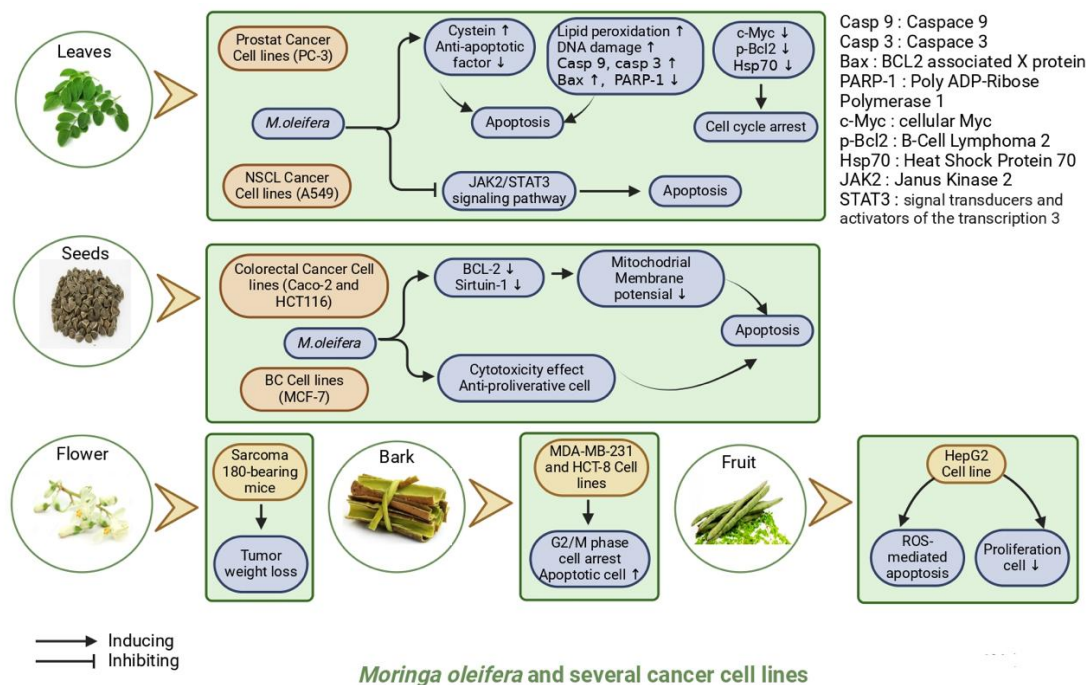 Leaves
Prostat Cancer
Cell lines (PC-3)
M.oleifera
NSCL Cancer
Cell lines (A549)
Cystein ↑
Anti-apoptotic
factor ↓
Lipid peroxidation ↑
DNA damage ↑
Casp 9, casp 3 ↑
Bax ↑, PARP-1 ↓
Apoptosis
c-Myc ↓
p-Bcl2 ↓
Hsp70 ↓
Cell cycle arest
JAK2/STAT3
signaling pathway
Apoptosis
Casp 9 : Caspace 9
Casp 3 : Caspace 3
Bax : BCL2 associated X protein
PARP-1 : Poly ADP-Ribose
Polymerase 1
c-Myc : cellular Myc
p-Bcl2 : B-Cell Lymphoma 2
Hsp70 : Heat Shock Protein 70
JAK2 : Janus Kinase 2
STAT3 : signal transducers and
activators of the transcription 3
Seeds
Colorectal Cancer Cell
lines (Caco-2 and
HCT116)
M.oleifera
BC Cell lines
(MCF-7)
BCL-2 ↓
Sirtuin-1 ↓
Mitochodrial
Membrane
potensial ↓
Apoptosis
Cytotoxicity effect
Anti-proliverative cell
Flower
Sarcoma
180-bearing
mice
Tumor
weight loss
Bark
MDA-MB-231
and HCT-8 Cell
lines
G2/M phase
cell arrest
Apoptotic cell ↑
Fruit
HepG2
Cell line
ROS-
mediated
apoptosis
Proliferation
cell ↓
Inducing
Inhibiting
Moringa oleifera and several cancer cell lines